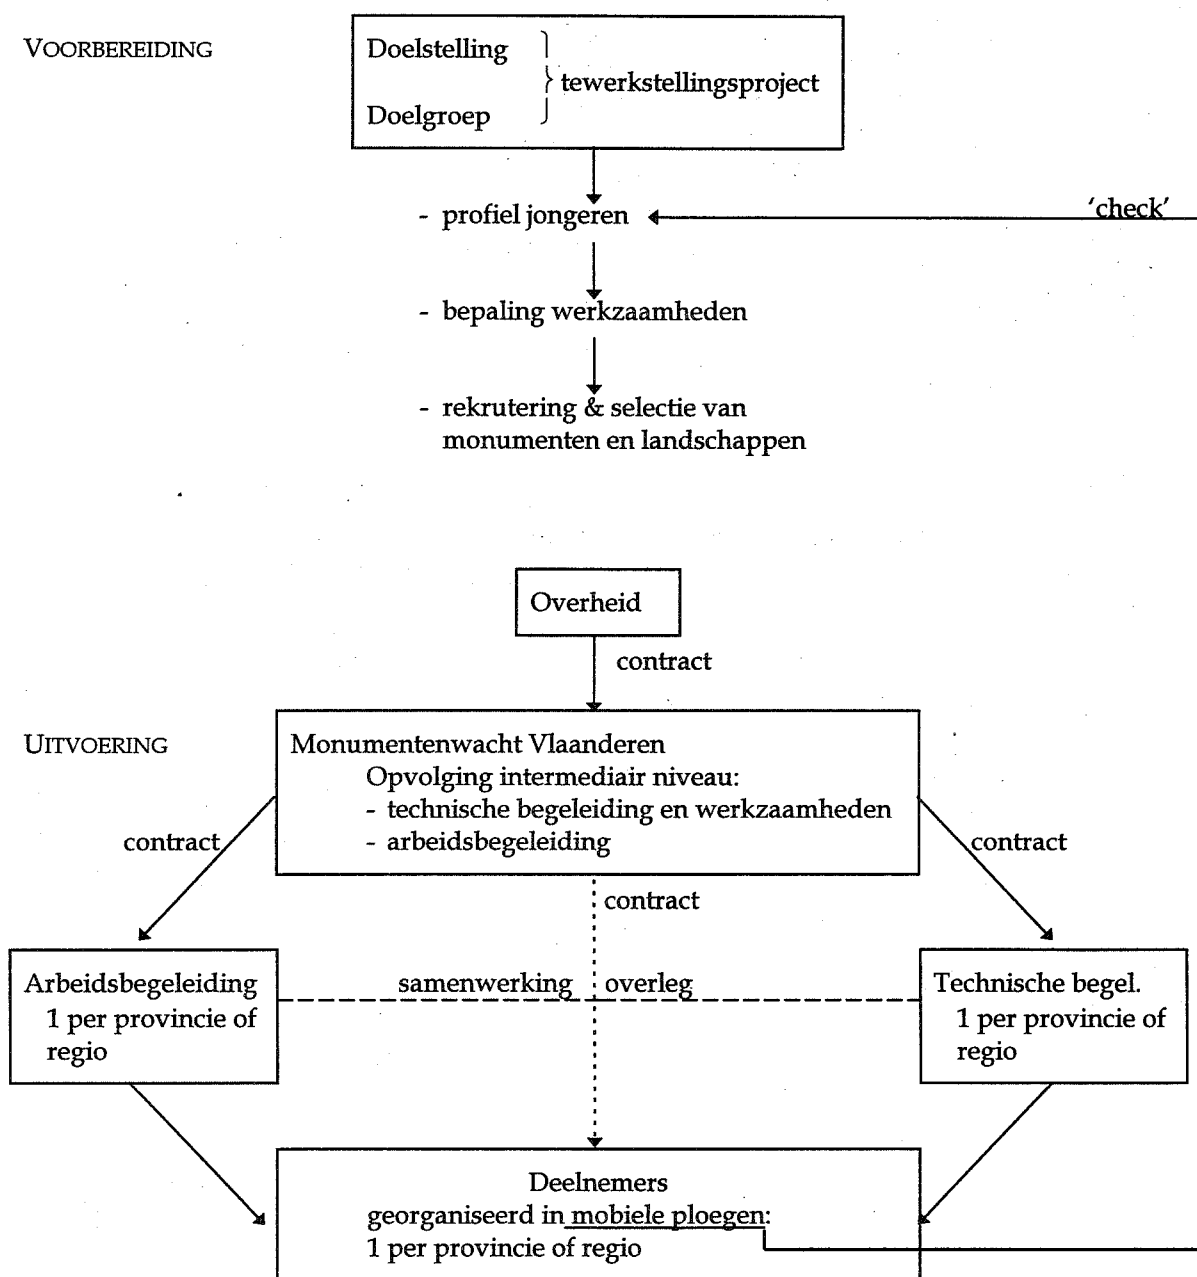 VOORBEREIDING
Doelstelling
tewerkstellingsproject
Doelgroep
- profiel jongeren
'check'
- bepaling werkzaamheden
- rekrutering & selectie van
monumenten en landschappen
Overheid
contract
UITVOERING
Monumentenwacht Vlaanderen
Opvolging intermediair niveau:
- technische begeleiding en werkzaamheden
- arbeidsbegeleiding
contract
contract
contract
Arbeidsbegeleiding
1 per provincie of
regio
samenwerking overleg
Technische begel.
1 per provincie of
regio
Deelnemers
georganiseerd in mobiele ploegen:
1 per provincie of regio